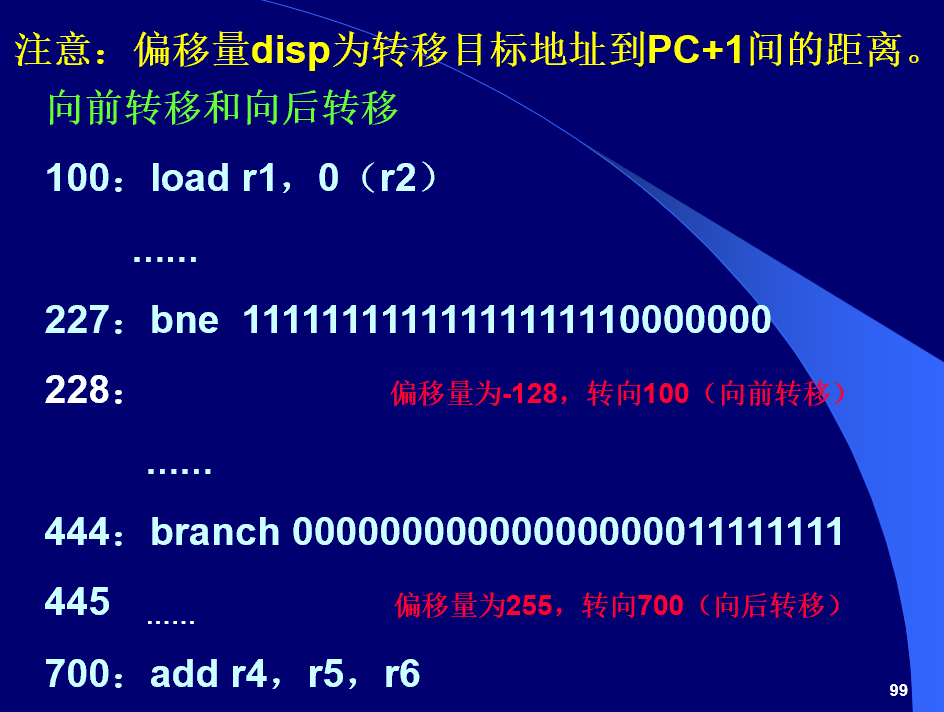 注意：偏移量disp为转移目标地址到PC+1间的距离。
向前转移和向后转移
100：load r1，0（r2）
……
227：bne 11111111111111111110000000
228：
偏移量为-128，转向100（向前转移）
……
444：branch 00000000000000000011111111
445 ……
偏移量为255，转向700（向后转移）
700：add r4，r5，r6
99